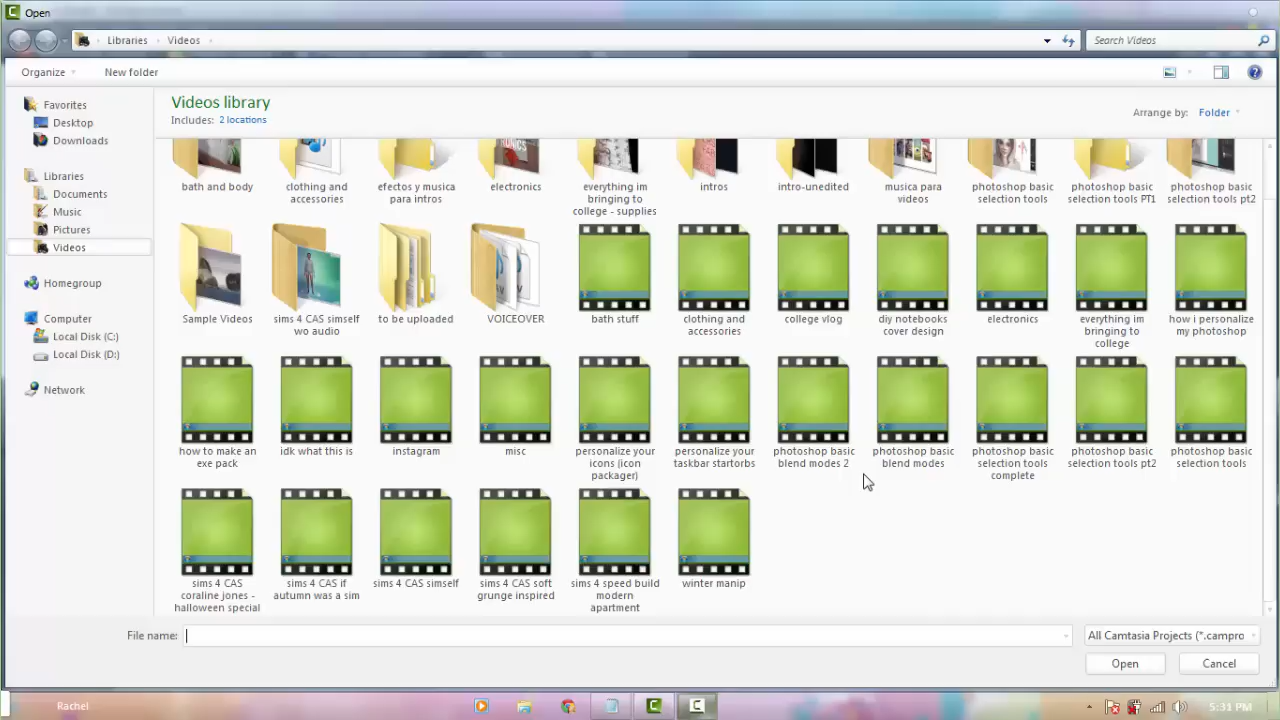 Open
Libraries
Videos
Search Videos
Organize
New folder
Favorites
Desktop
Downloads
Libraries
Documents
Music
Pictures
Videos
Homegroup
Computer
Local Disk (C:)
Local Disk (D:)
Network
Videos library
Includes: 2 locations
Arrange by: Folder
bath and body
clothing and
accessories
efectos y musica
para intros
electronics
everything im
bringing to
college - supplies
intros
intro-unedited
musica para
videos
photoshop basic
selection tools
photoshop basic
selection tools PT1
photoshop basic
selection tools pt2
Sample Videos
sims 4 CAS simself
wo audio
to be uploaded
VOICEOVER
bath stuff
clothing and
accessories
college vlog
diy notebooks
cover design
electronics
everything im
bringing to
college
how i personalize
my photoshop
how to make an
exe pack
idk what this is
instagram
misc
personalize your
icons (icon
packager)
personalize your
taskbar startorbs
photoshop basic
blend modes 2
photoshop basic
blend modes
photoshop basic
selection tools
complete
photoshop basic
selection tools pt2
photoshop basic
selection tools
sims 4 CAS
coraline jones -
halloween special
sims 4 CAS if
autumn was a sim
sims 4 CAS simself
sims 4 CAS soft
grunge inspired
sims 4 speed build
modern
apartment
winter manip
File name:
All Camtasia Projects (*.campro
Open
Cancel
Rachel
5:31 PM